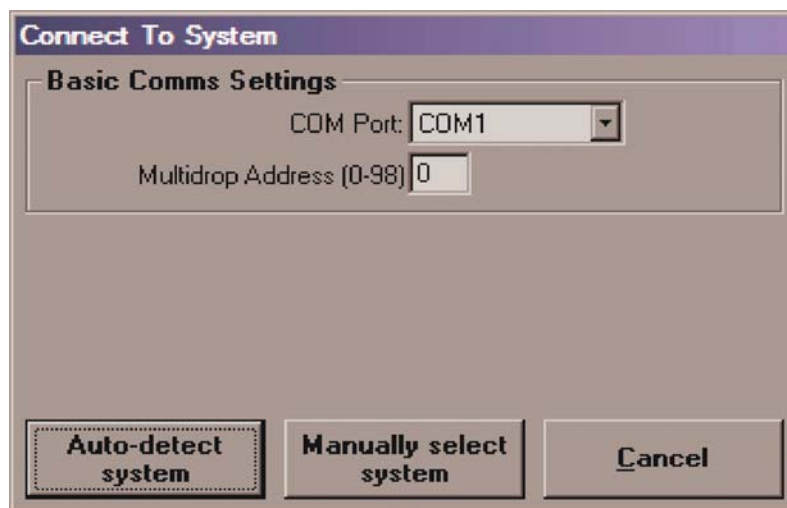 Connect To System
Basic Comms Settings
COM Port: COM1
Multidrop Address (0-98) 0
Auto-detect
system
Manually select
system
Cancel